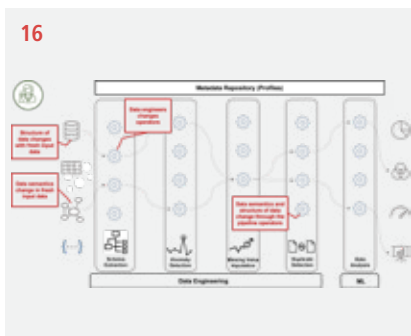 16
Metadata Repository (Profiles)
Data engineers
changes
operators
Structure of
data changes
with fresh input
data
Data semantics
change in fresh
input data
Data semantics and
structure of data
change through the
pipeline operators
{...}
Schema
Extraction
Anomaly
Detection
Missing Value
Imputation
Duplicate
Detection
Data
Analysis
Data Engineering
ML